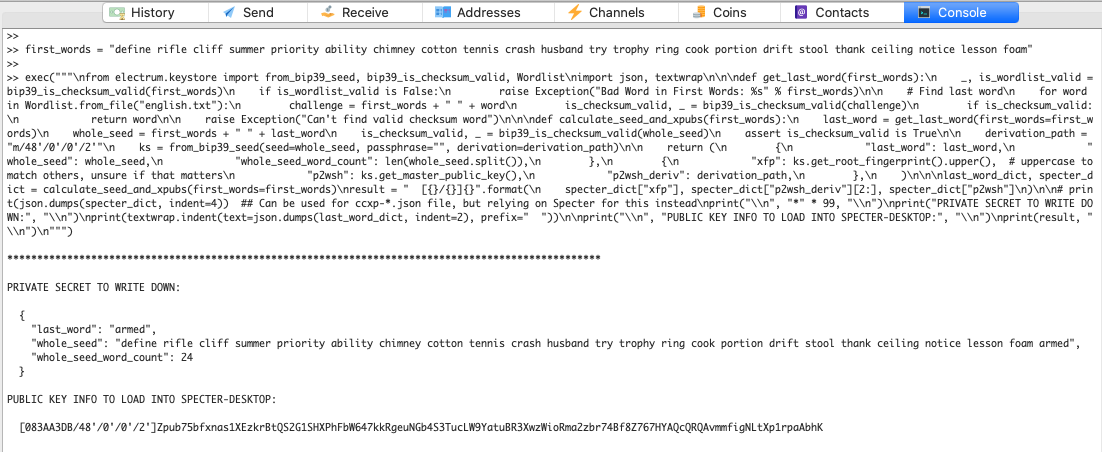 History
Send
Receive
Addresses
Channels
Coins
Contacts
Console
>>
>> first_words = "define rifle cliff summer priority ability chimney cotton tennis crash husband try trophy ring cook portion drift stool thank ceiling notice lesson foam"
>>
>> exec("""\nfrom electrum.keystore import from_bip39_seed, bip39_is_checksum_valid, Wordlist\nimport json, textwrap\n\n\ndef get_last_word(first_words):\n    _, is_wordlist_valid =
bip39_is_checksum_valid(first_words)\n    if is_wordlist_valid is False:\n        raise Exception("Bad Word in First Words: %s" % first_words)\n\n    # Find last word\n    for word
in Wordlist.from_file("english.txt"):\n        challenge = first_words + " " + word\n        is_checksum_valid, _ = bip39_is_checksum_valid(challenge)\n        if is_checksum_valid:
\n            return word\n\n    raise Exception("Can't find valid checksum word")\n\n\ndef calculate_seed_and_xpubs(first_words):\n    last_word = get_last_word(first_words=first_w
ords)\n    whole_seed = first_words + " " + last_word\n    is_checksum_valid, _ = bip39_is_checksum_valid(whole_seed)\n    assert is_checksum_valid is True\n\n    derivation_path =
"m/48'/0'/0'/2'"\n    ks = from_bip39_seed(seed=whole_seed, passphrase="", derivation=derivation_path)\n\n    return (\n        {\n            "last_word": last_word,\n            "
whole_seed": whole_seed,\n            "whole_seed_word_count": len(whole_seed.split()),\n        },\n        {\n            "xfp": ks.get_root_fingerprint().upper(),  # uppercase to
match others, unsure if that matters\n            "p2wsh": ks.get_master_public_key(),\n            "p2wsh_deriv": derivation_path,\n        },\n    )\n\n\nlast_word_dict, specter_d
ict = calculate_seed_and_xpubs(first_words=first_words)\nresult = "  [{}/{}]{}".format(\n    specter_dict["xfp"], specter_dict["p2wsh_deriv"][2:], specter_dict["p2wsh"]\n)\n\n# prin
t(json.dumps(specter_dict, indent=4))  ## Can be used for ccxp-*.json file, but relying on Specter for this instead\nprint("\\n", "*" * 99, "\\n")\nprint("PRIVATE SECRET TO WRITE DO
WN:", "\\n")\nprint(textwrap.indent(text=json.dumps(last_word_dict, indent=2), prefix="  "))\n\nprint("\\n", "PUBLIC KEY INFO TO LOAD INTO SPECTER-DESKTOP:", "\\n")\nprint(result, "
\\n")\n""")
***************************************************************************************************
PRIVATE SECRET TO WRITE DOWN:
{
"last_word": "armed",
"whole_seed": "define rifle cliff summer priority ability chimney cotton tennis crash husband try trophy ring cook portion drift stool thank ceiling notice lesson foam armed",
"whole_seed_word_count": 24
}
PUBLIC KEY INFO TO LOAD INTO SPECTER-DESKTOP:
[083AA3DB/48'/0'/0'/2']Zpub75bfxnas1XEzkrBtQS2G1SHXPhFbW647kkRgeuNGb4S3TucLW9YatuBR3XwzWioRma2zbr74Bf8Z767HYAQcQRQAvmmfigNLtXp1rpaAbhK